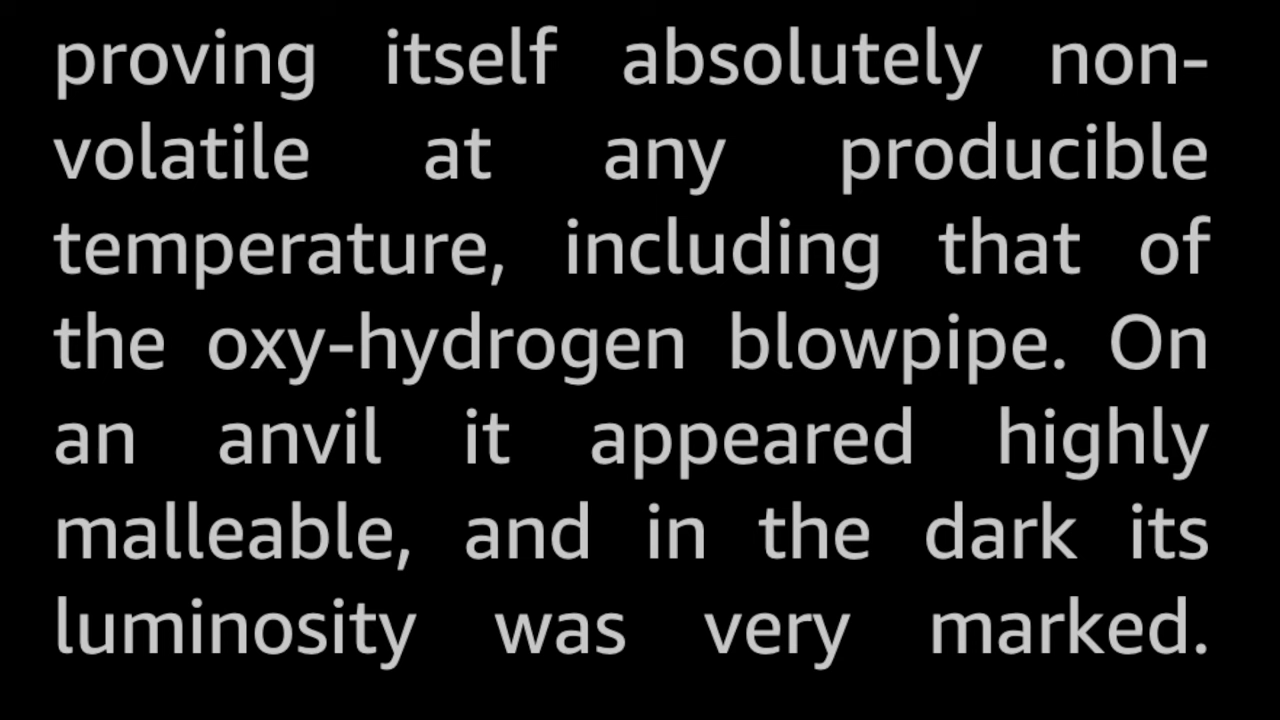 proving itself absolutely non-
volatile at any producible
temperature, including that of
the oxy-hydrogen blowpipe. On
an anvil it appeared highly
malleable, and in the dark its
luminosity was very marked.